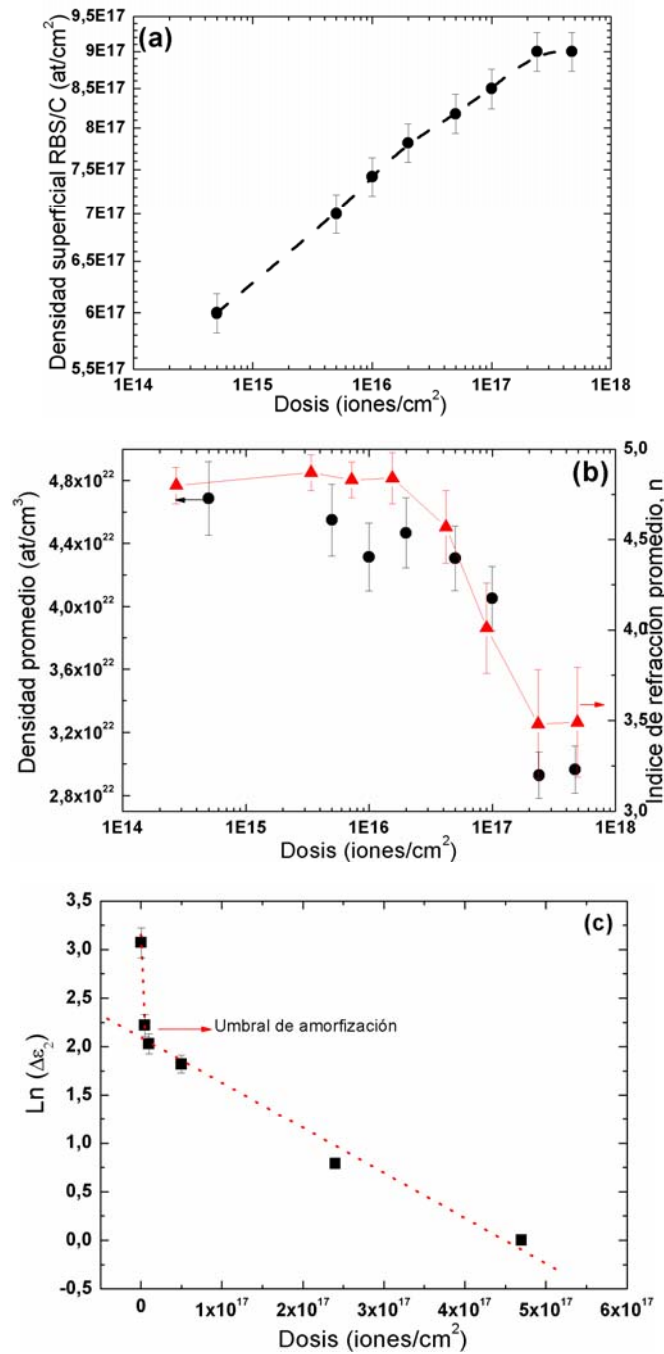 (a)
Densidad superficial RBS/C (at/cm²)
9,5E17
9E17
8,5E17
8E17
7,5E17
7E17
6,5E17
6E17
5,5E17
1E14 1E15 1E16 1E17 1E18
Dosis (iones/cm²)
(b)
Densidad promedio (at/cm³)
4,8x10²²
4,4x10²²
4,0x10²²
3,6x10²²
3,2x10²²
2,8x10²²
5,0
4,5
4,0
3,5
3,0
Indice de refracción promedio, n
1E14 1E15 1E16 1E17 1E18
Dosis (iones/cm²)
(c)
Ln (Δε₂)
3,5
3,0
2,5
2,0
1,5
1,0
0,5
0,0
-0,5
Umbral de amorfización
0 1x10¹⁷ 2x10¹⁷ 3x10¹⁷ 4x10¹⁷ 5x10¹⁷ 6x10¹⁷
Dosis (iones/cm²)